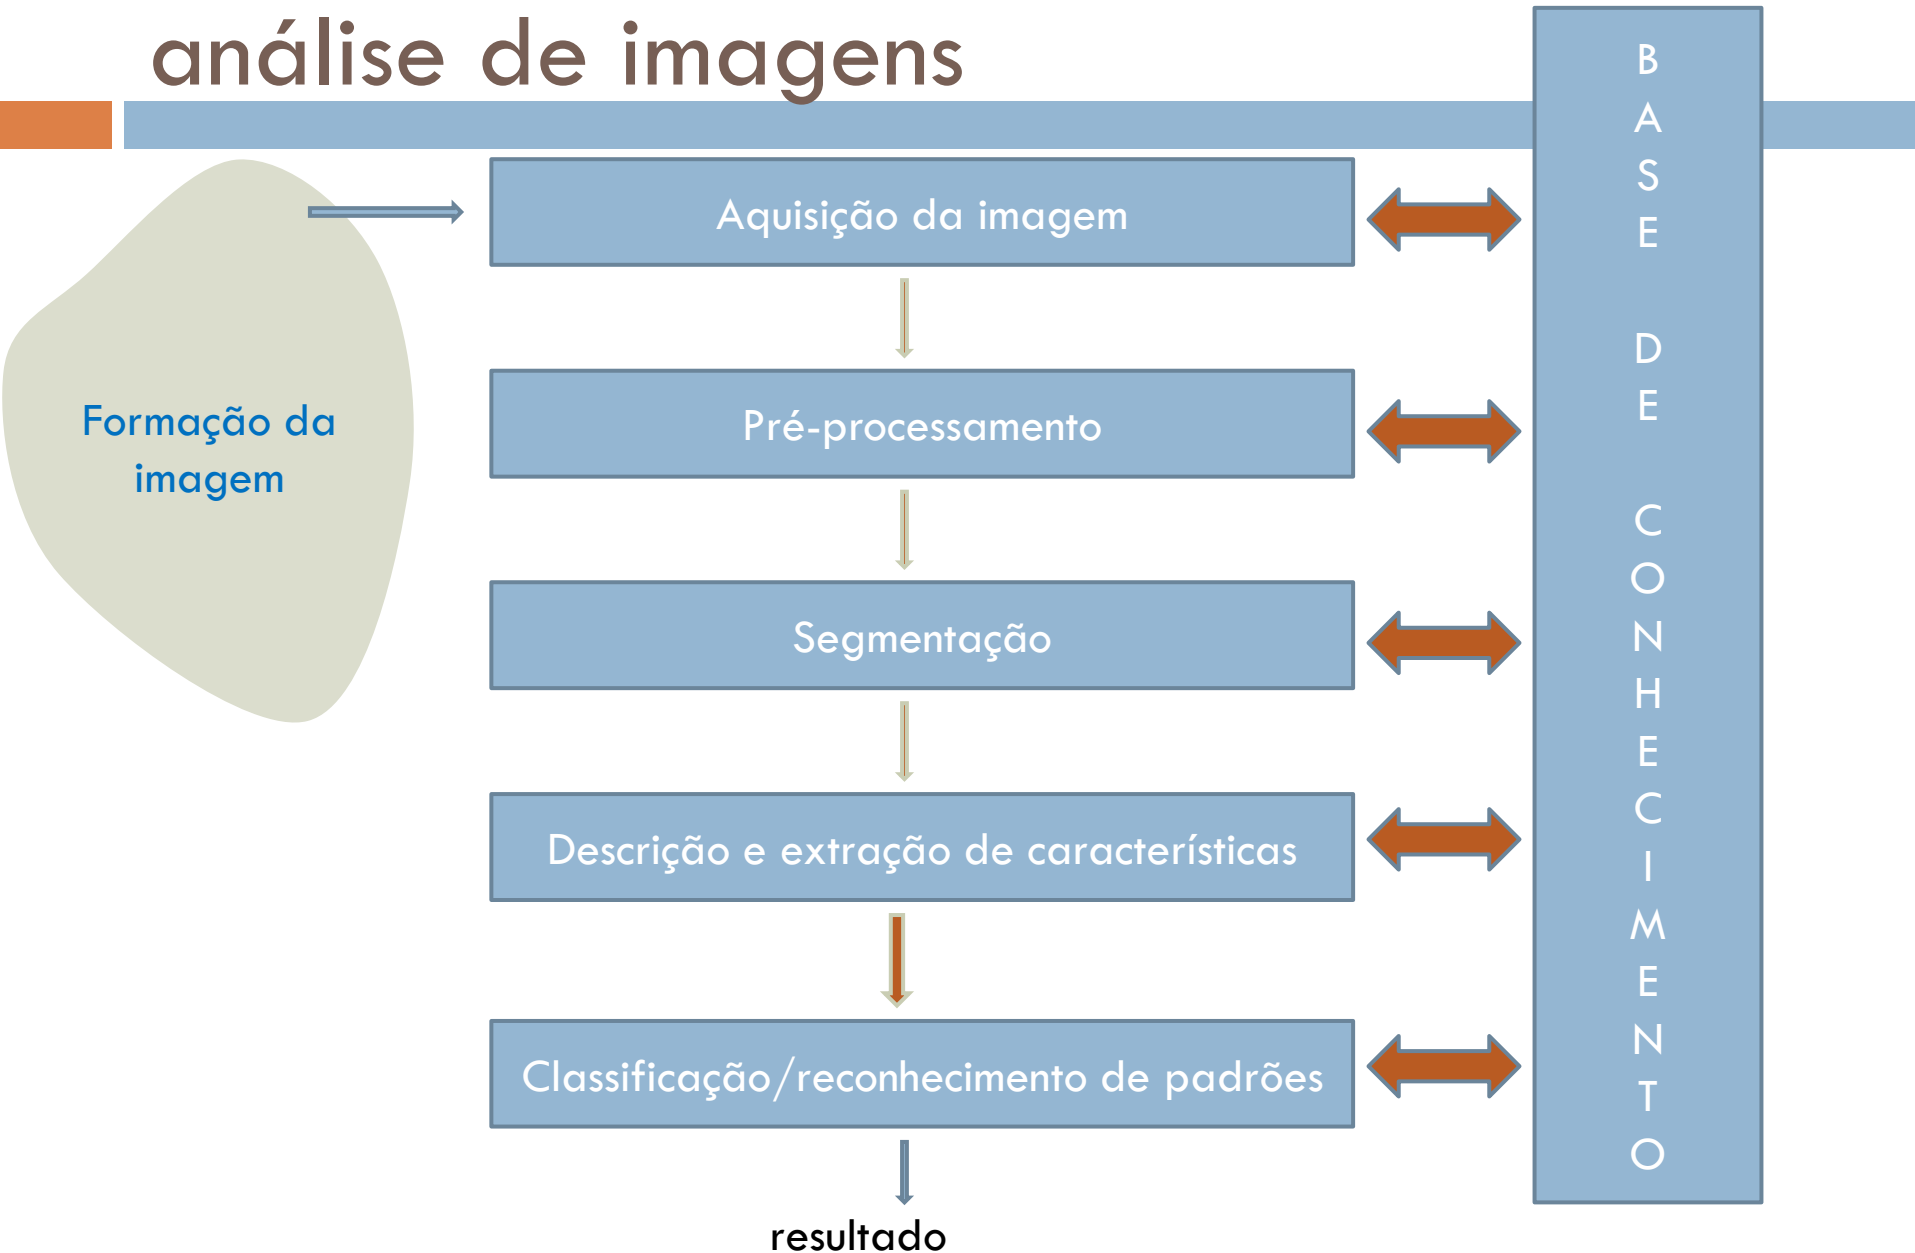 análise de imagens
Formação da
imagem
Aquisição da imagem
Pré-processamento
Segmentação
Descrição e extração de características
Classificação/reconhecimento de padrões
resultado
B
A
S
E
D
E
C
O
N
H
E
C
I
M
E
N
T
O